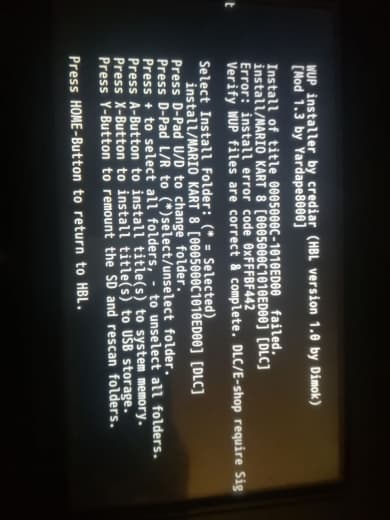 WUP installer by crediar (HBL version 1.0 by Dimok)
[Mod 1.3 by Yardape8000]
Install of title 0005000C-1010ED00 failed.
install/MARIO KART 8 [0005000C1010ED00] [DLC]
Error: install error code 0xFFFBF442
Verify WUP files are correct & complete. DLC/E-shop require Sig
t
Select Install Folder: (* = Selected)
install/MARIO KART 8 [0005000C1010ED00] [DLC]
Press D-Pad U/D to change folder.
Press D-Pad L/R to (*)select/unselect folder.
Press + to select all folders, - to unselect all folders.
Press A-Button to install title(s) to system memory.
Press X-Button to install title(s) to USB storage.
Press Y-Button to remount the SD and rescan folders.
Press HOME-Button to return to HBL.